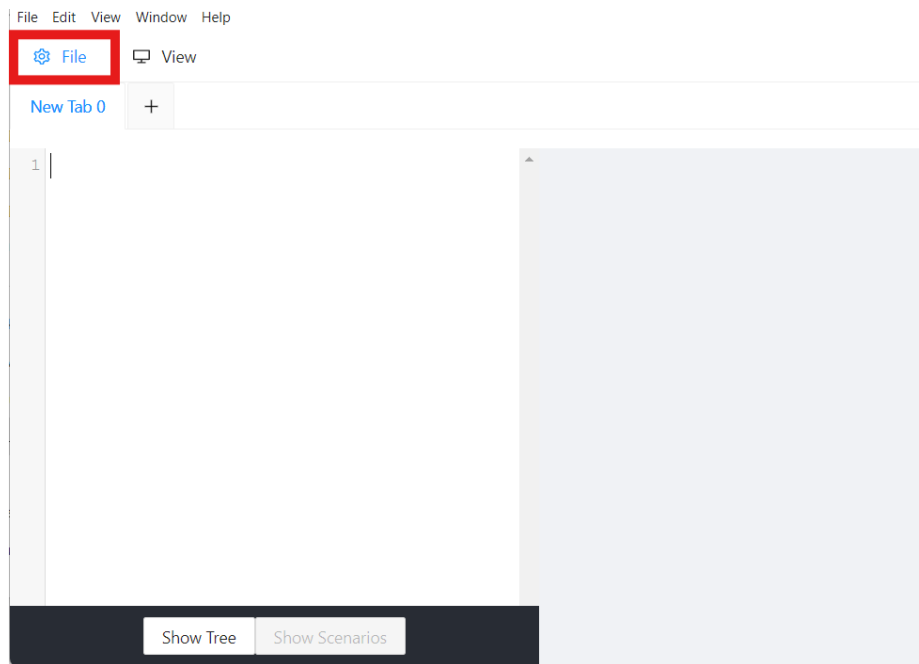 File Edit View Window Help
File View
New Tab 0 +
1
Show Tree Show Scenarios